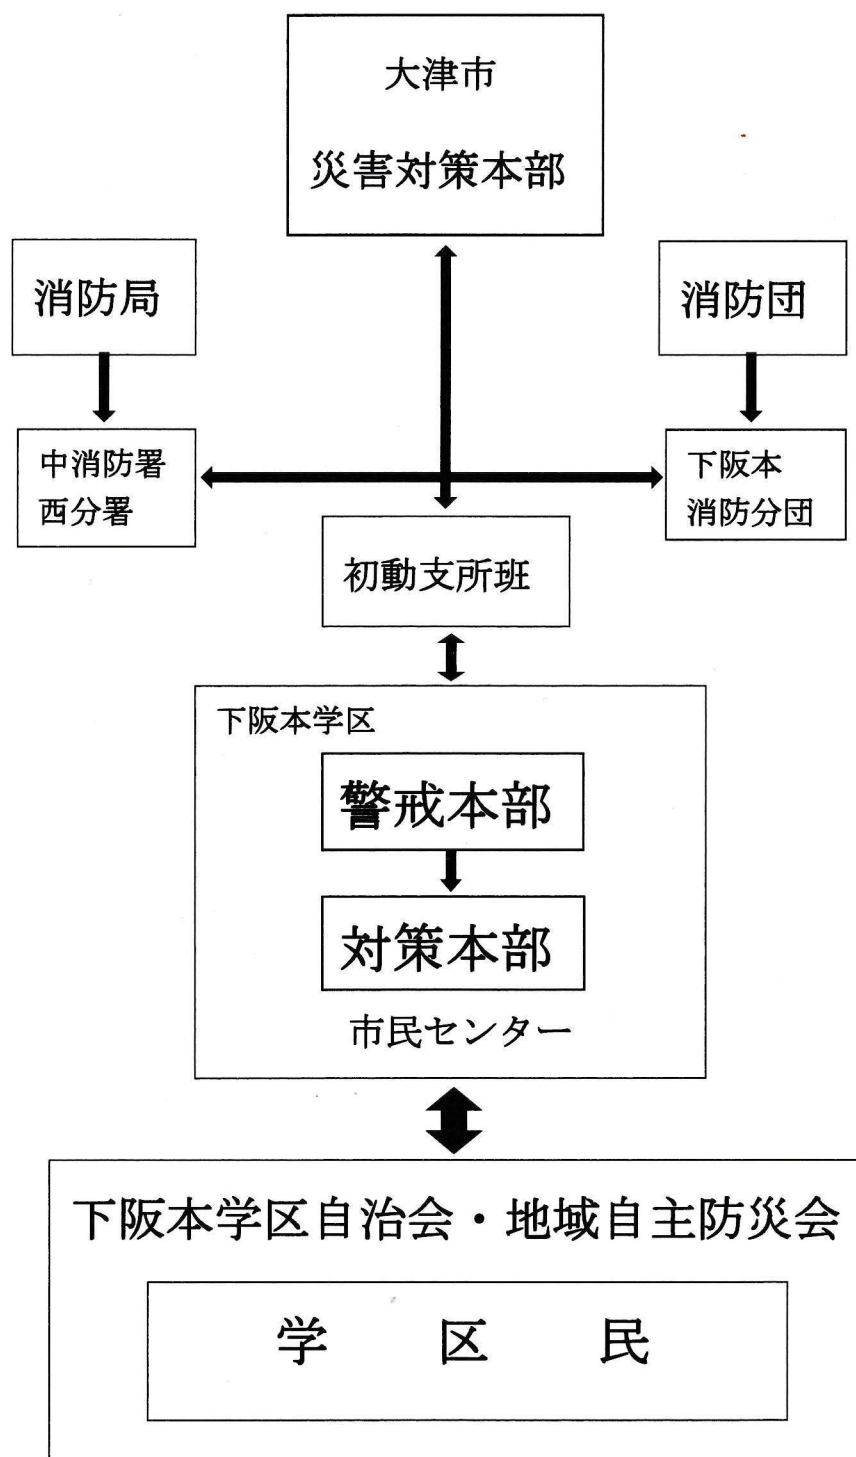 大津市
災害対策本部
消防局
消防団
中消防署
西分署
下阪本
消防分団
初動支所班
下阪本学区
警戒本部
対策本部
市民センター
下阪本学区自治会・地域自主防災会
学 区 民